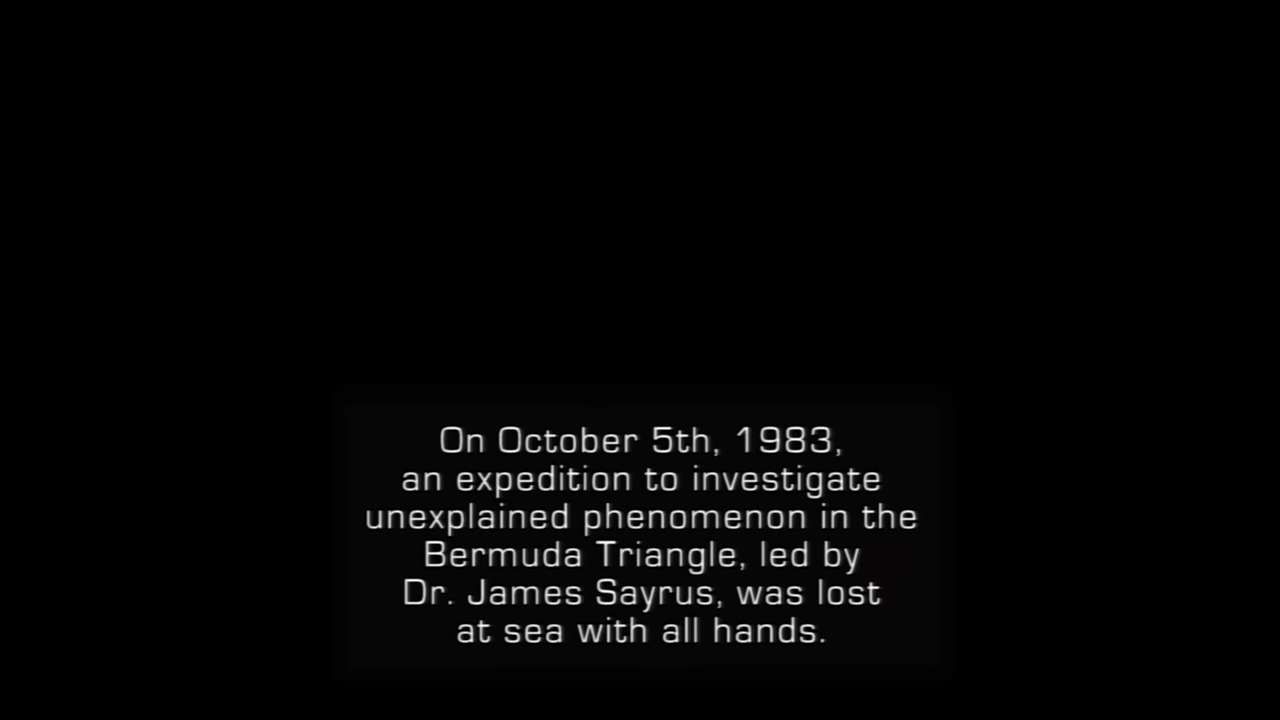 On October 5th, 1983,
an expedition to investigate
unexplained phenomenon in the
Bermuda Triangle, led by
Dr. James Sayrus, was lost
at sea with all hands.